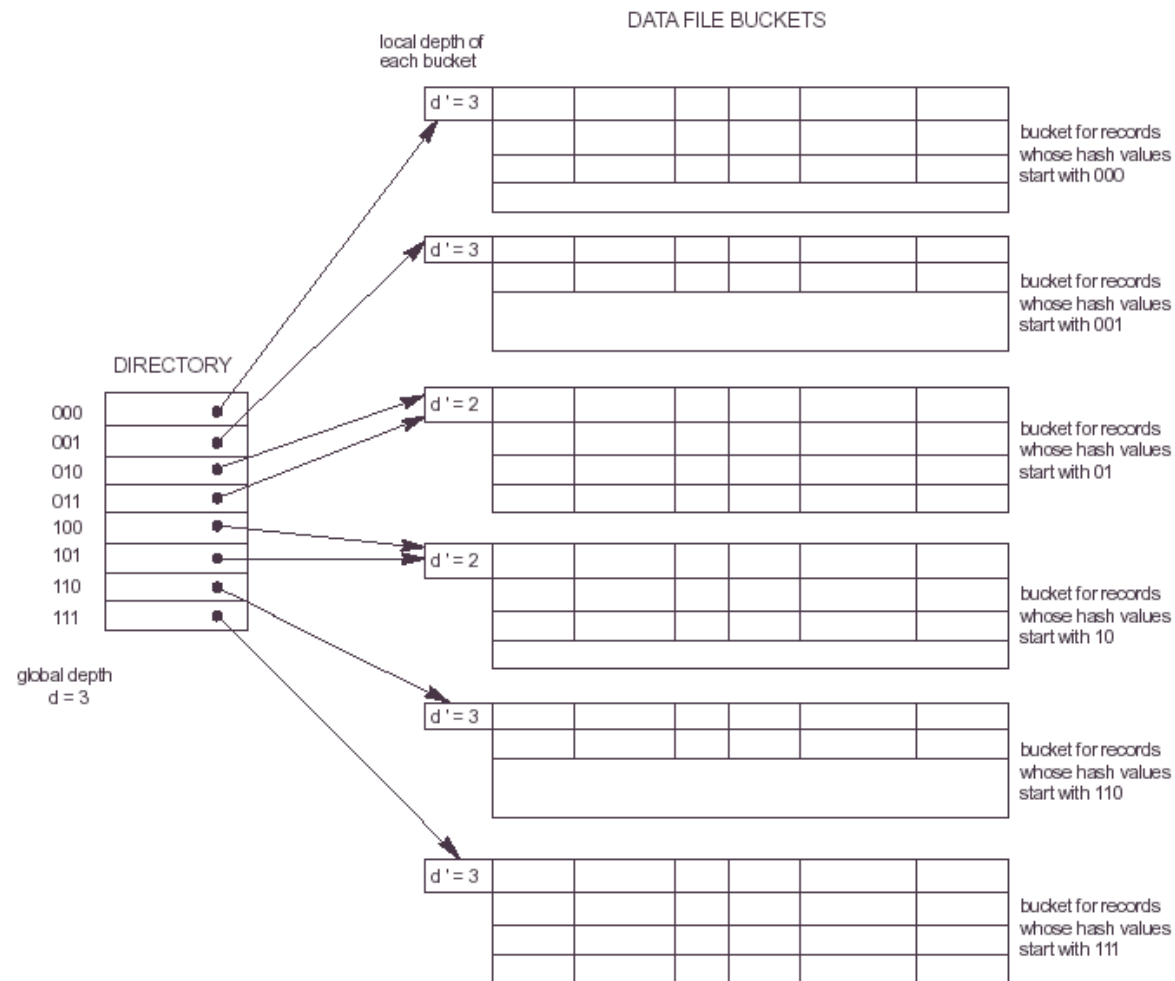 DATA FILE BUCKETS
local depth of
each bucket
d ' = 3
bucket for records
whose hash values
start with 000
d ' = 3
bucket for records
whose hash values
start with 001
DIRECTORY
000
001
010
011
100
101
110
111
global depth
d = 3
d ' = 2
bucket for records
whose hash values
start with 01
d ' = 2
bucket for records
whose hash values
start with 10
d ' = 3
bucket for records
whose hash values
start with 110
d ' = 3
bucket for records
whose hash values
start with 111